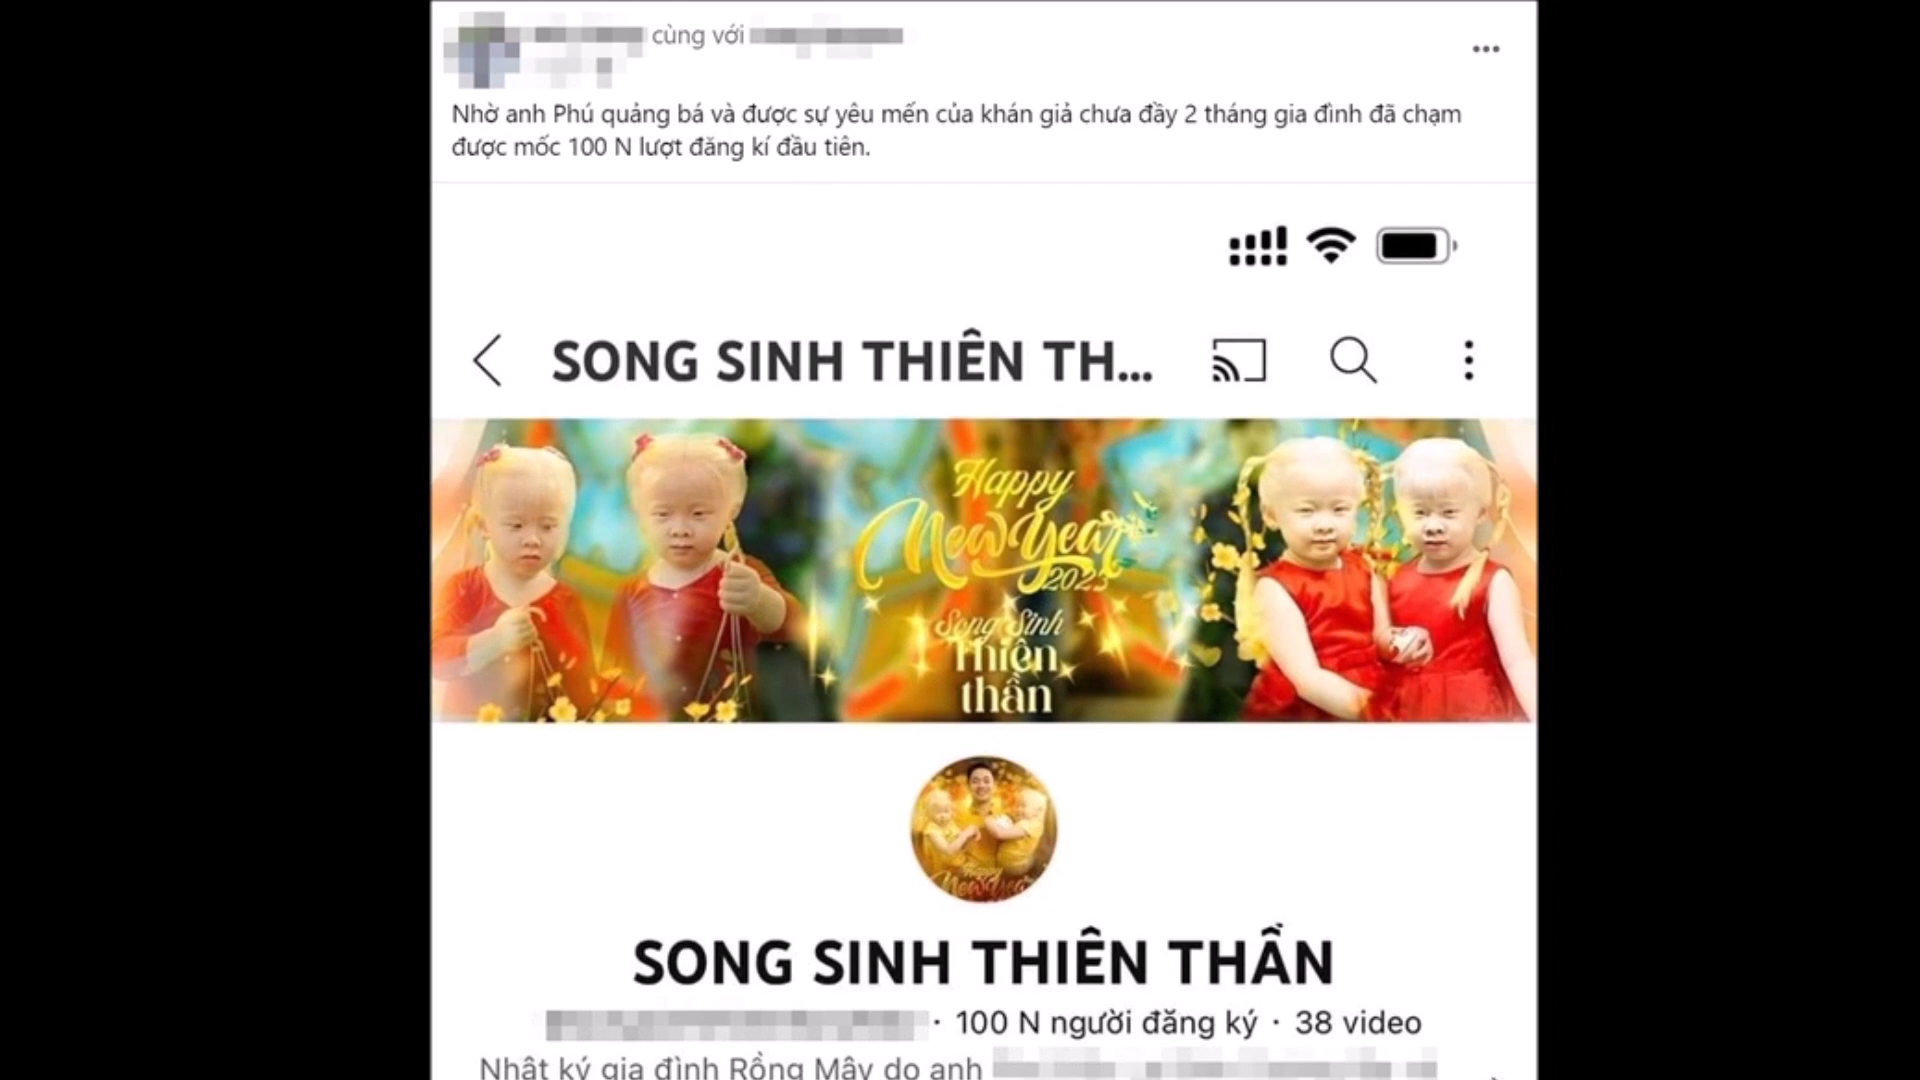 cùng với
Nhờ anh Phú quảng bá và được sự yêu mến của khán giả chưa đầy 2 tháng gia đình đã chạm
được mốc 100 N lượt đăng kí đầu tiên.
SONG SINH THIÊN TH...
Happy
New Year
2023
Song Sinh
Thiên
thần
Happy
New Year
SONG SINH THIÊN THẦN
· 100 N người đăng ký · 38 video
Nhật ký gia đình Rồng Mây do anh